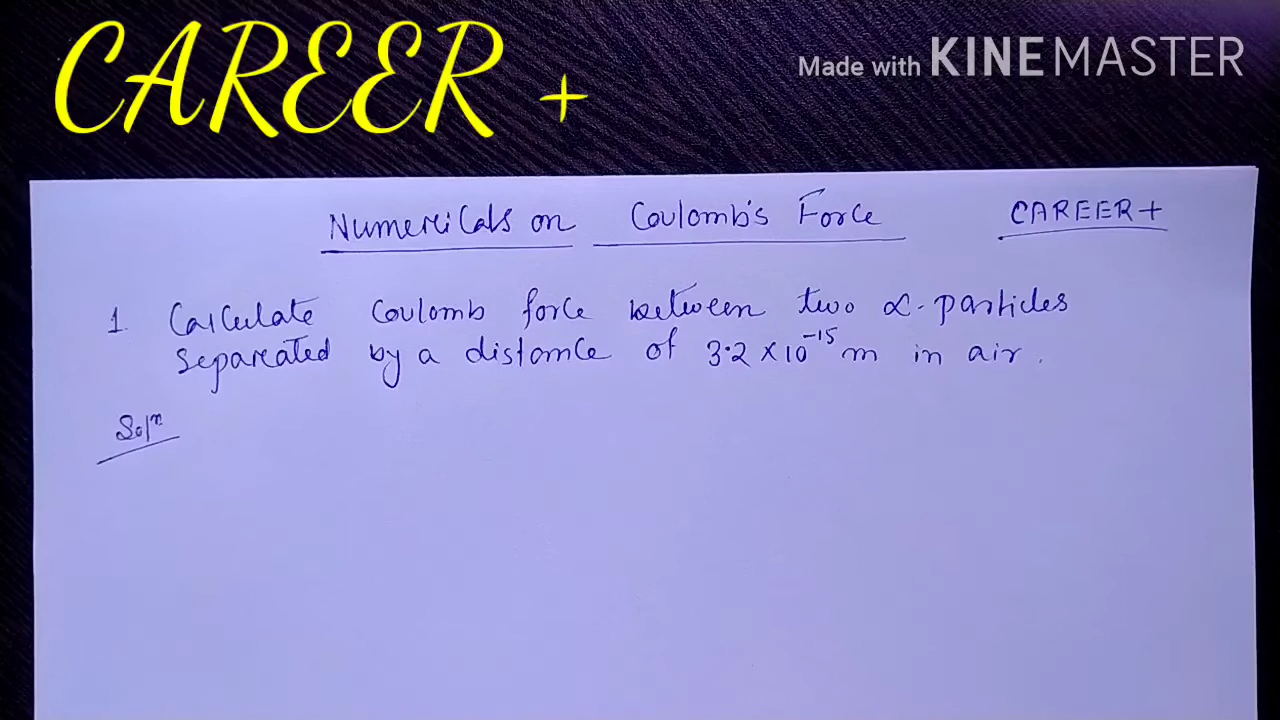 CAREER +
Made with KINEMASTER
Numericals on Coulomb's Force CAREER+
1. Calculate Coulomb force between two α-particles
separated by a distance of 3.2 × 10⁻¹⁵ m in air.
Solⁿ